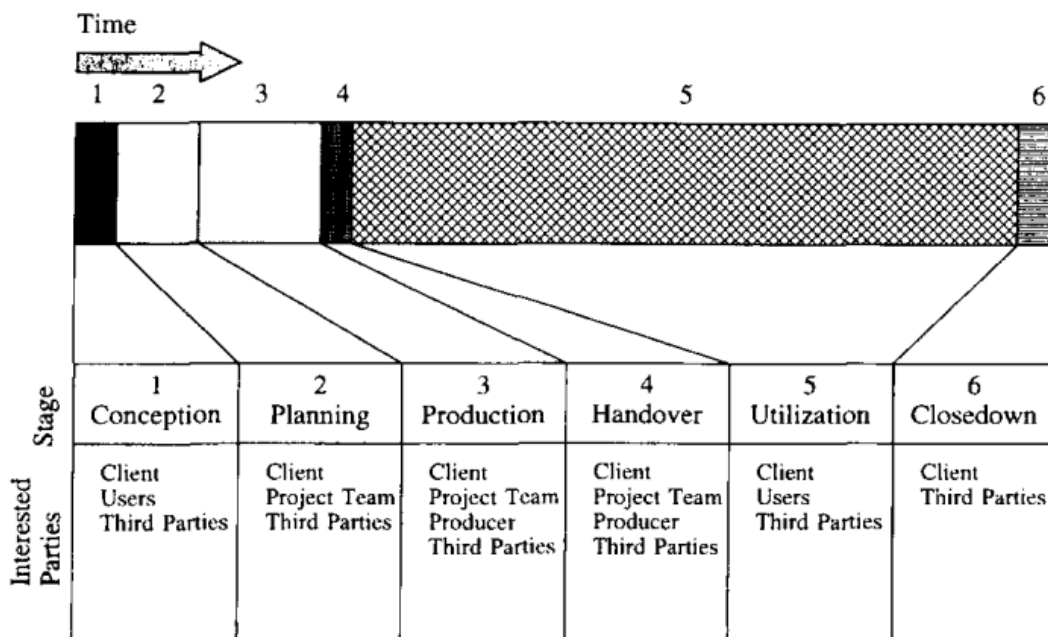 Time
1 2 3 4 5 6
Stage
1 2 3 4 5 6
Conception Planning Production Handover Utilization Closedown
Interested
Parties
Client
Users
Third Parties
Client
Project Team
Third Parties
Client
Project Team
Producer
Third Parties
Client
Project Team
Producer
Third Parties
Client
Users
Third Parties
Client
Third Parties